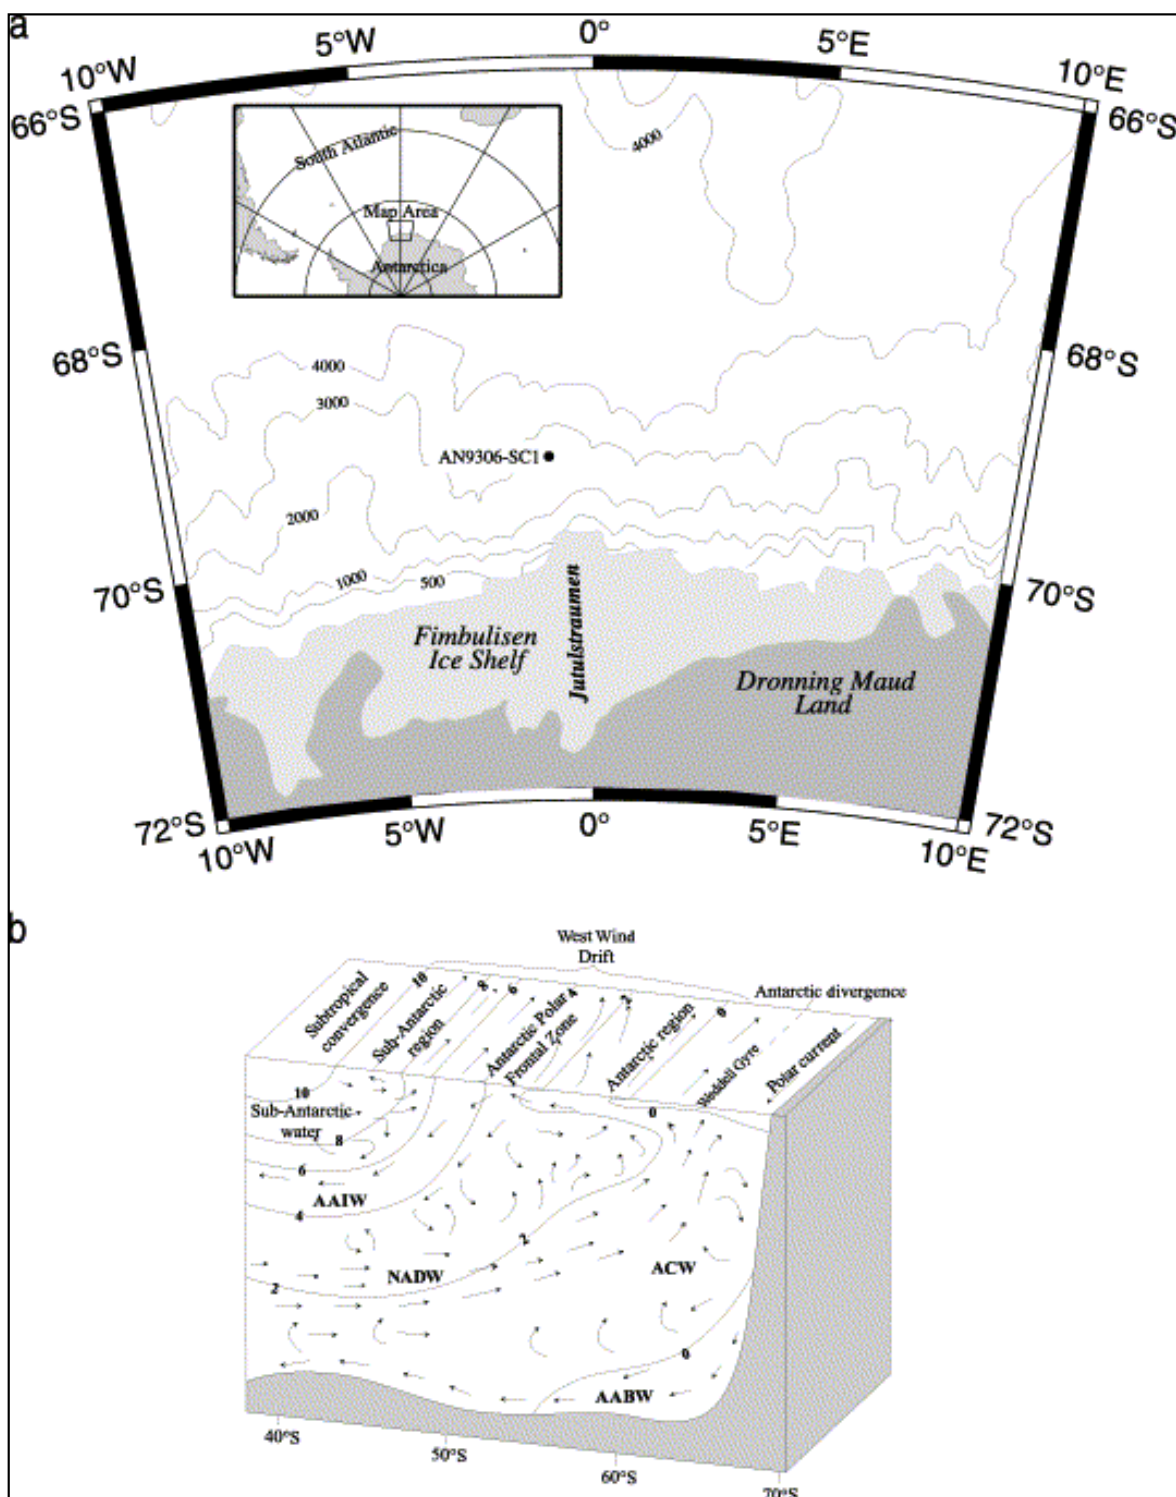 a
5°W
0°
5°E
10°W
10°E
66°S
66°S
4000
South Atlantic
Map Area
Antarctica
68°S
68°S
4000
3000
AN9306-SC1
2000
1000
500
70°S
70°S
Fimbulisen
Ice Shelf
Jutulstraumen
Dronning Maud
Land
72°S
72°S
10°W
5°W
0°
5°E
10°E
b
West Wind
Drift
Antarctic divergence
Subtropical
convergence
10
Sub-Antarctic
region
8
6
Antarctic Polar
Frontal Zone
4
2
Antarctic region
0
Weddell Gyre
Polar current
10
Sub-Antarctic
water
8
6
AAIW
4
0
2
NADW
ACW
2
0
AABW
40°S
50°S
60°S
70°S